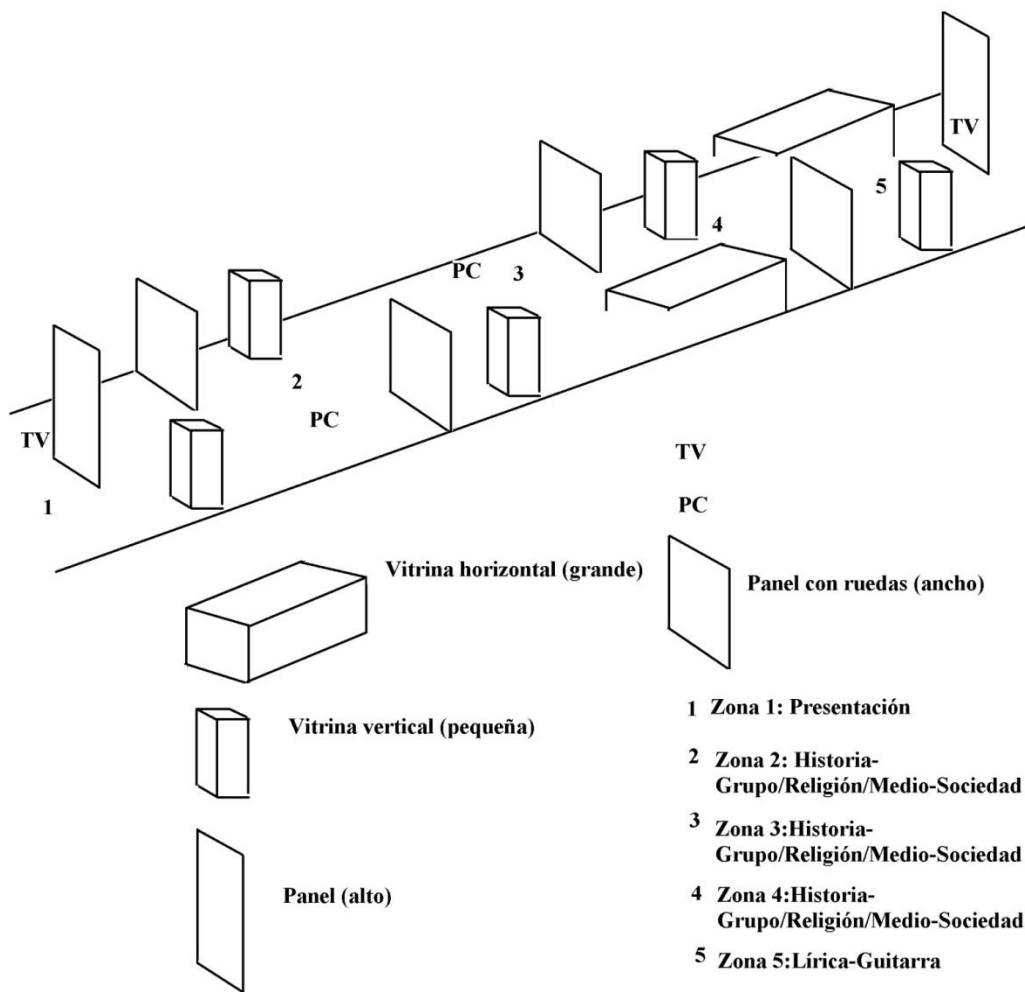 TV
5
4
PC
3
2
PC
TV
1
TV
PC
Vitrina horizontal (grande)
Panel con ruedas (ancho)
Vitrina vertical (pequeña)
Panel (alto)
1 Zona 1: Presentación
2 Zona 2: Historia-
Grupo/Religión/Medio-Sociedad
3 Zona 3:Historia-
Grupo/Religión/Medio-Sociedad
4 Zona 4:Historia-
Grupo/Religión/Medio-Sociedad
5 Zona 5:Lírica-Guitarra